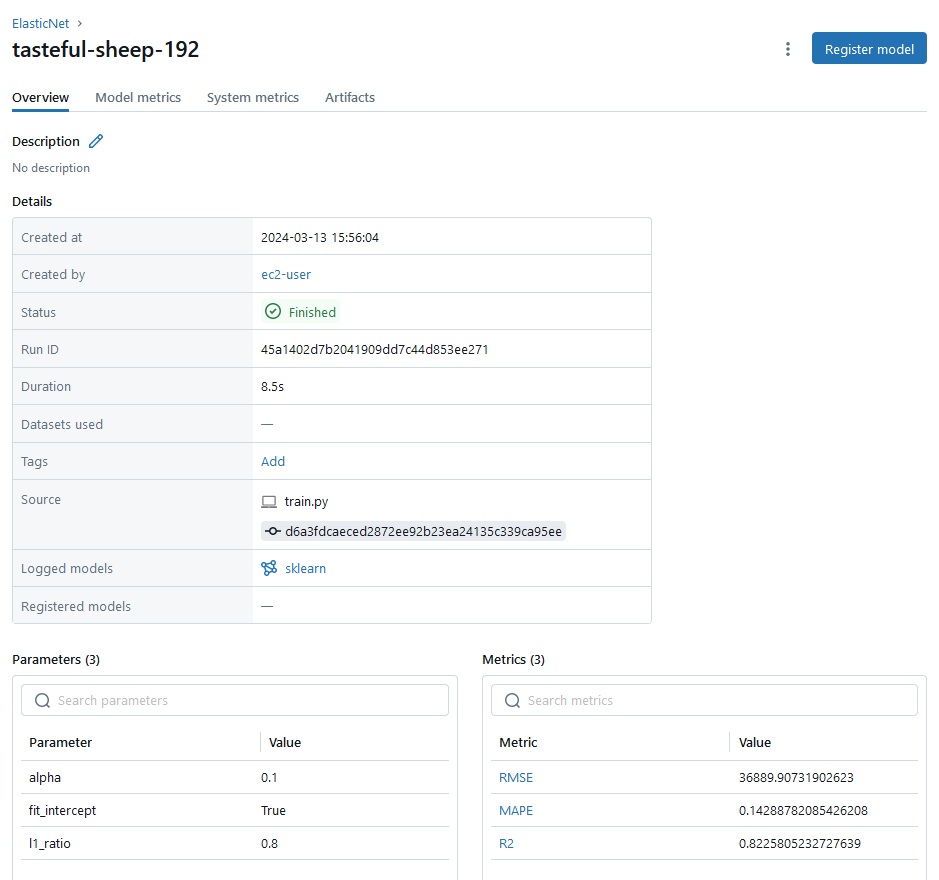 ElasticNet >
tasteful-sheep-192
Register model
Overview Model metrics System metrics Artifacts
Description
No description
Details
Created at 2024-03-13 15:56:04
Created by ec2-user
Status Finished
Run ID 45a1402d7b2041909dd7c44d853ee271
Duration 8.5s
Datasets used —
Tags Add
Source train.py
d6a3fdcaeced2872ee92b23ea24135c339ca95ee
Logged models sklearn
Registered models —
Parameters (3)
Search parameters
Parameter Value
alpha 0.1
fit_intercept True
l1_ratio 0.8
Metrics (3)
Search metrics
Metric Value
RMSE 36889.90731902623
MAPE 0.14288782085426208
R2 0.8225805232727639